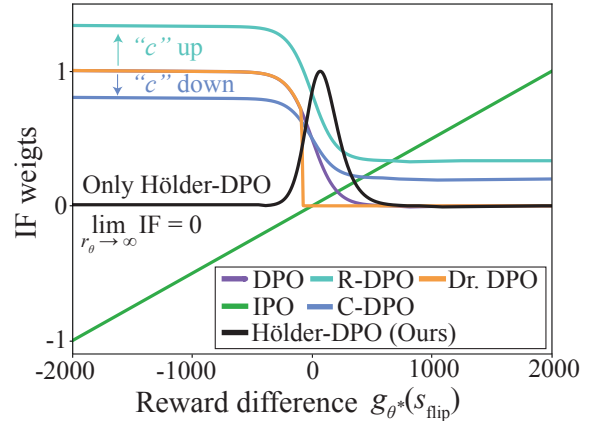 "c" up
"c" down
1
0
-1
IF weigts
Only Hölder-DPO
lim IF = 0
r_θ → ∞
DPO R-DPO Dr. DPO
IPO C-DPO
Hölder-DPO (Ours)
-2000 -1000 0 1000 2000
Reward difference g_θ*(s_flip)